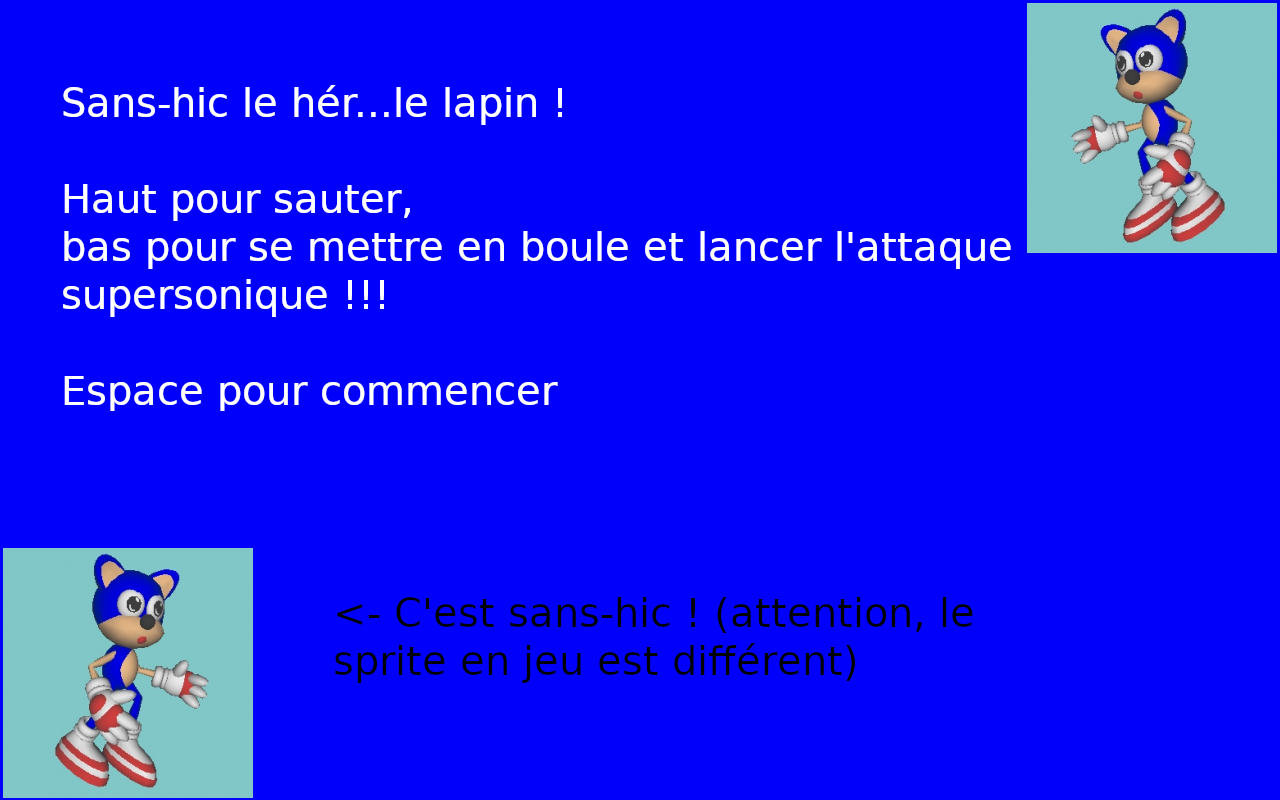 Sans-hic le hér...le lapin !
Haut pour sauter,
bas pour se mettre en boule et lancer l'attaque
supersonique !!!
Espace pour commencer
<- C'est sans-hic ! (attention, le
sprite en jeu est différent)